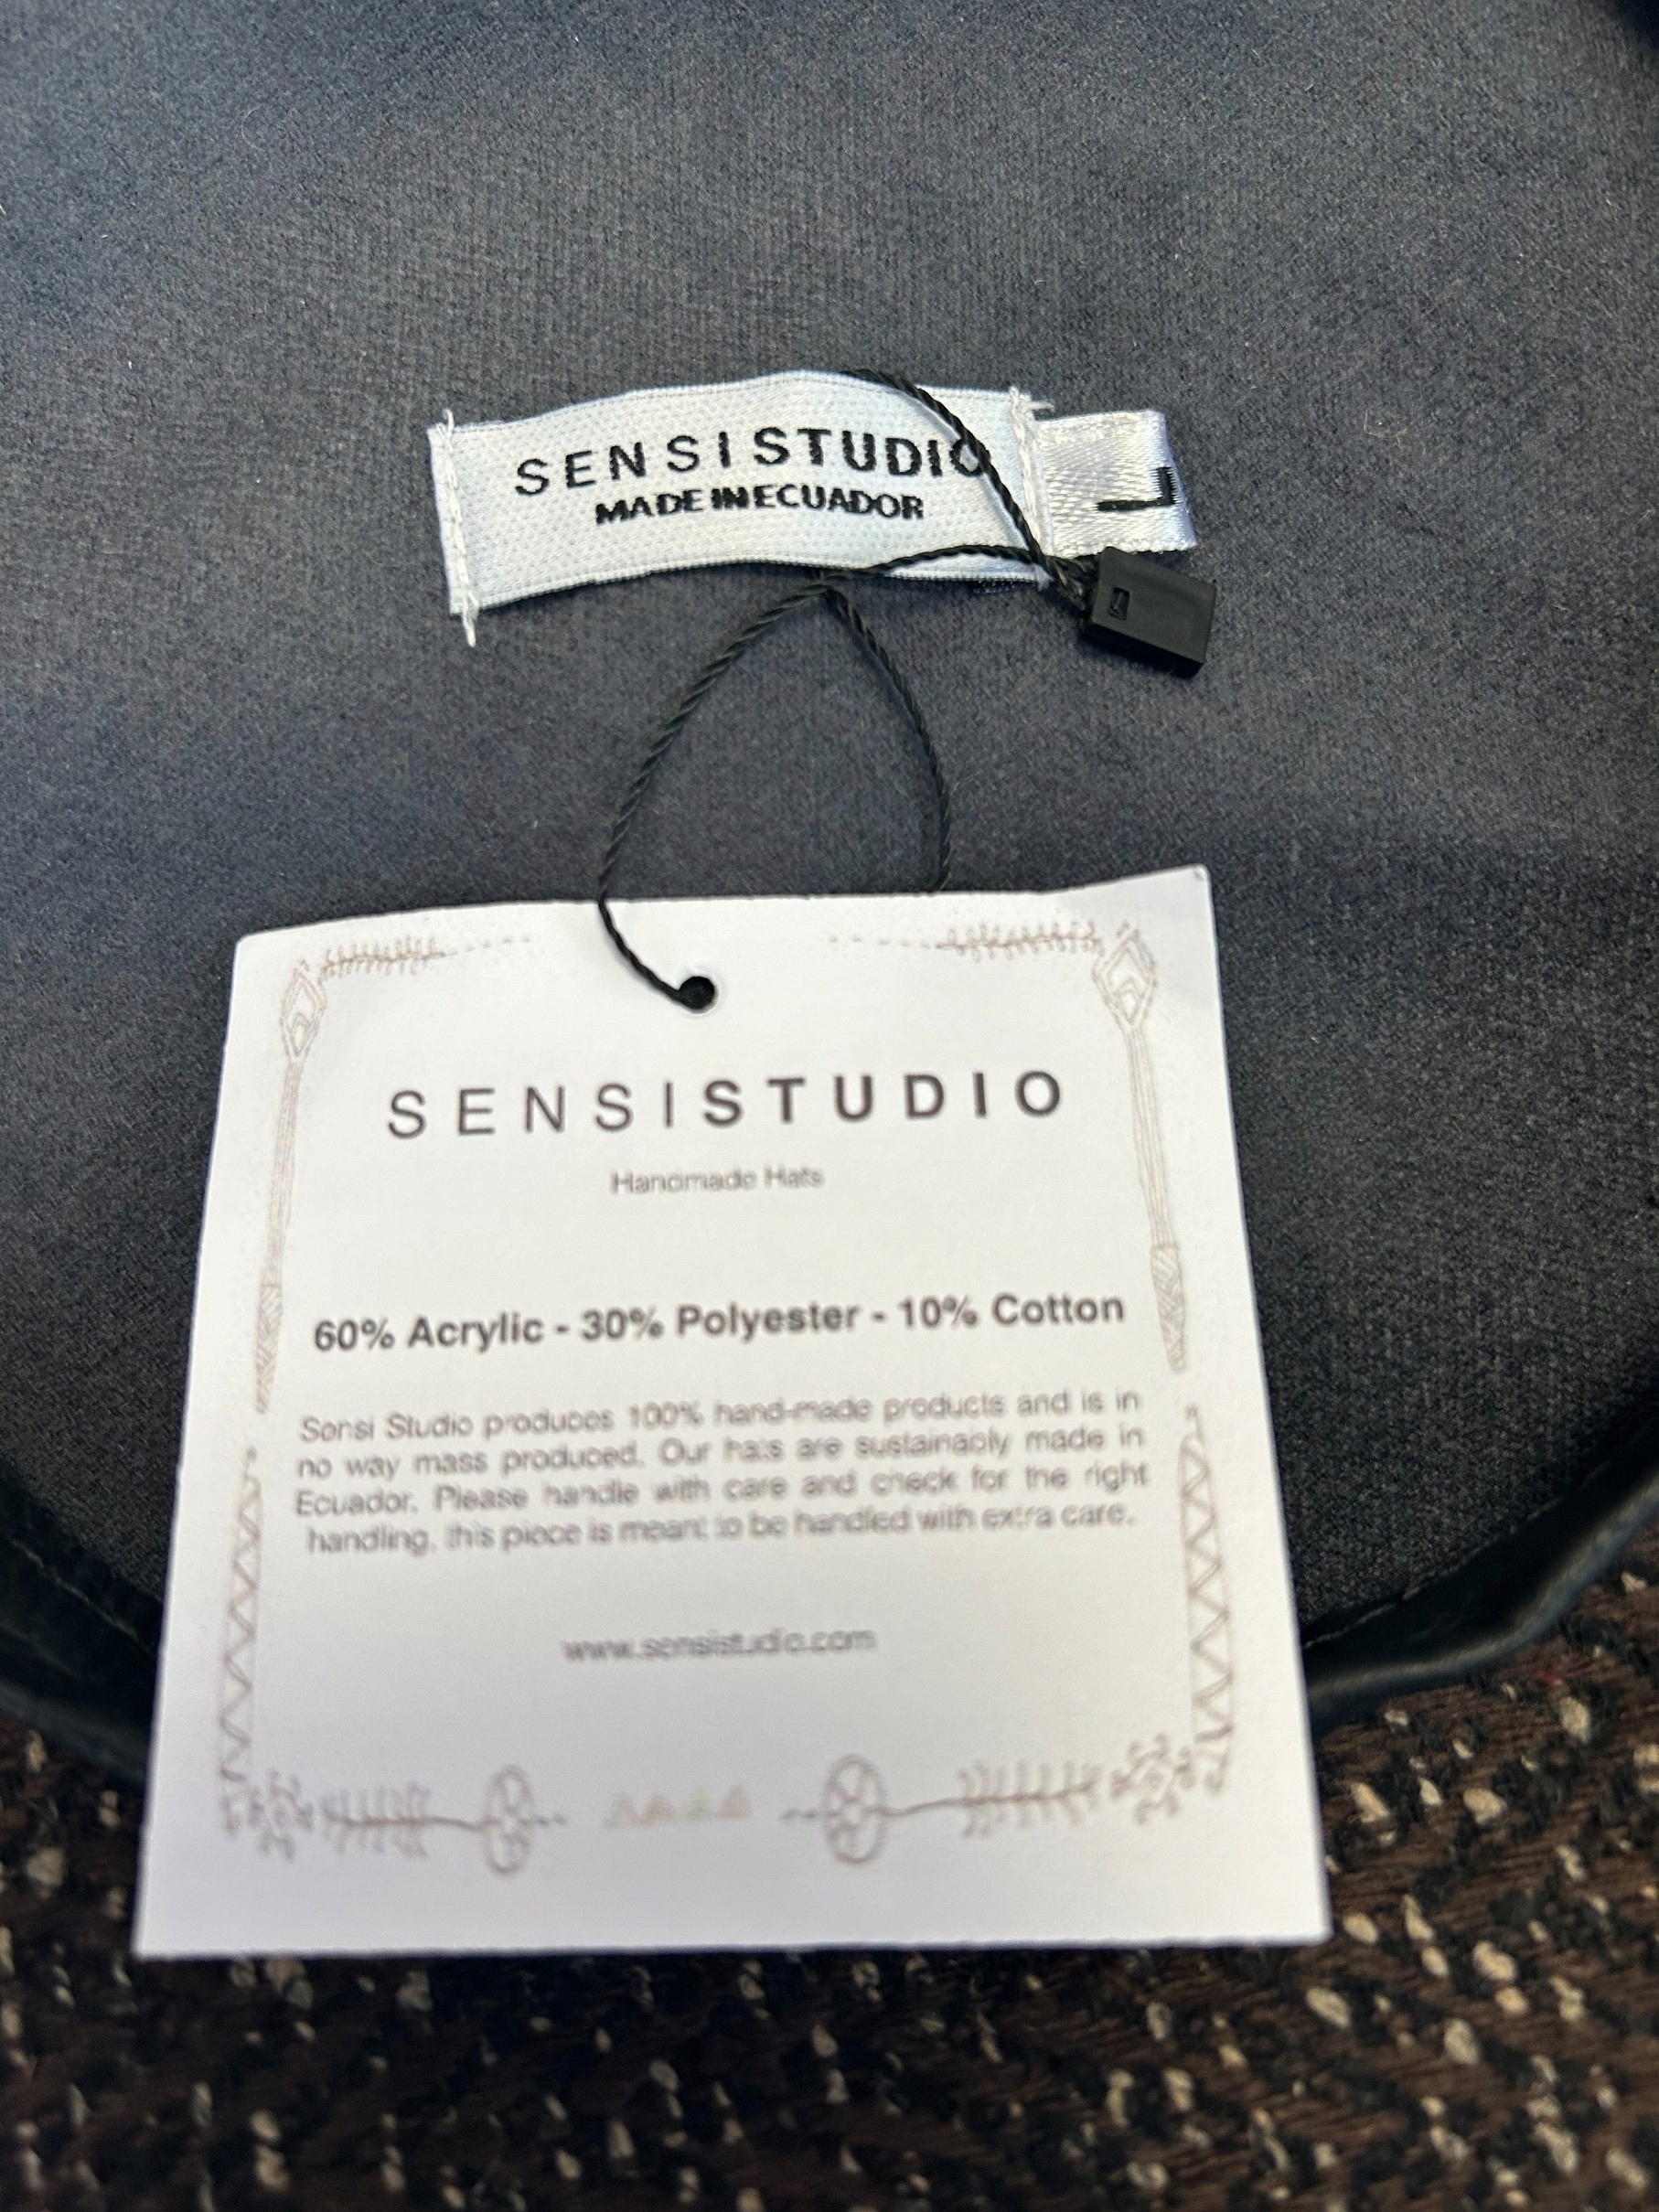 SENSISTUDIO
MADE IN ECUADOR
L
SENSISTUDIO
Handmade Hats
60% Acrylic - 30% Polyester - 10% Cotton
Sensi Studio produces 100% hand-made products and is in
no way mass produced. Our hats are sustainably made in
Ecuador. Please handle with care and check for the right
handling, this piece is meant to be handled with extra care.
www.sensistudio.com